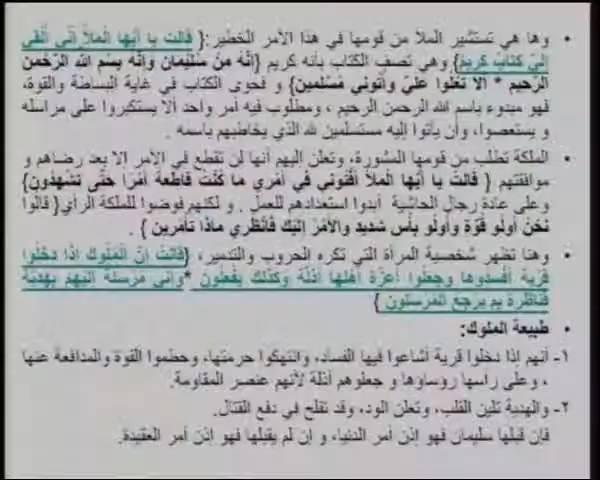 • وها هي تستشير الملأ من قومها في هذا الأمر الخطير:{ قالت يا أيها الملأ إني ألقي
إلي كتاب كريم} وهي تصف الكتاب بأنه كريم {إنه من سليمان وإنه بسم الله الرحمن
الرحيم * ألا تعلوا علي وأتوني مسلمين} و فحوى الكتاب في غاية البساطة والقوة،
فهو مبدوء باسم الله الرحمن الرحيم ، ومطلوب فيه أمر واحد ألا يستكبروا على مراسله
و يستعصوا، وأن يأتوا إليه مستسلمين لله الذي يخاطبهم باسمه .
• الملكة تطلب من قومها المشورة، وتعلن إليهم أنها لن تقطع في الأمر إلا بعد رضاهم و
موافقتهم { قالت يا أيها الملأ أفتوني في أمري ما كنت قاطعة أمرا حتى تشهدون}
وعلى عادة رجال الحاشية أبدوا استعدادهم للعمل . و لكنهم فوضوا للملكة الرأي{ قالوا
نحن أولو قوة وأولو بأس شديد والأمر إليك فانظري ماذا تأمرين }.
• وهنا تظهر شخصية المرأة التي تكره الحروب والتدمير، {قالت إن الملوك إذا دخلوا
قرية أفسدوها وجعلوا أعزة أهلها أذلة وكذلك يفعلون *وإني مرسلة إليهم بهدية
فناظرة بم يرجع المرسلون }
• طبيعة الملوك:
١- أنهم إذا دخلوا قرية أشاعوا فيها الفساد، وانتهكوا حرمتها، وحطموا القوة والمدافعة عنها
، وعلى راسها رؤساؤها و جعلوهم أذلة لأنهم عنصر المقاومة.
٢- والهدية تلين القلب، وتعلن الود، وقد تفلح في دفع القتال.
فإن قبلها سليمان فهو إذن أمر الدنيا، و إن لم يقبلها فهو إذن أمر العقيدة.